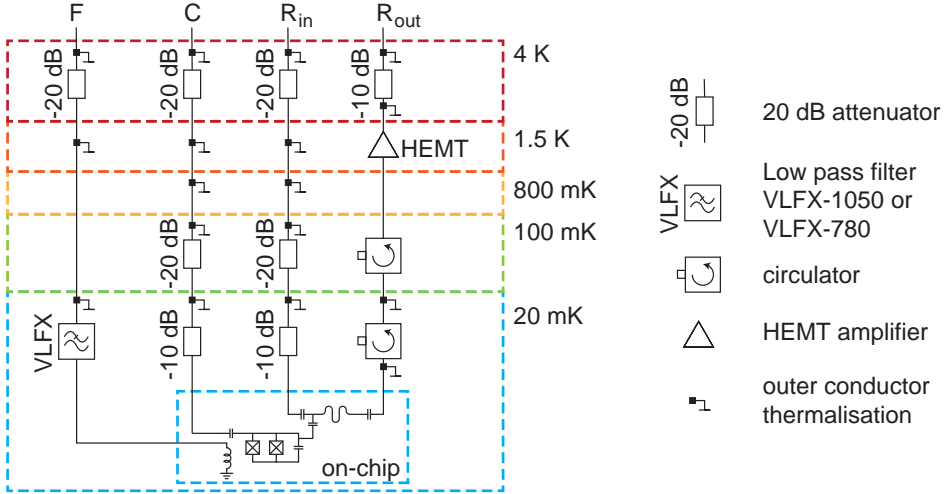 F C R_in R_out
-20 dB -20 dB -20 dB -10 dB 4 K
HEMT 1.5 K
800 mK
-20 dB -20 dB 100 mK
VLFX -10 dB -10 dB 20 mK
on-chip
-20 dB 20 dB attenuator
VLFX Low pass filter
VLFX-1050 or
VLFX-780
circulator
HEMT amplifier
outer conductor
thermalisation